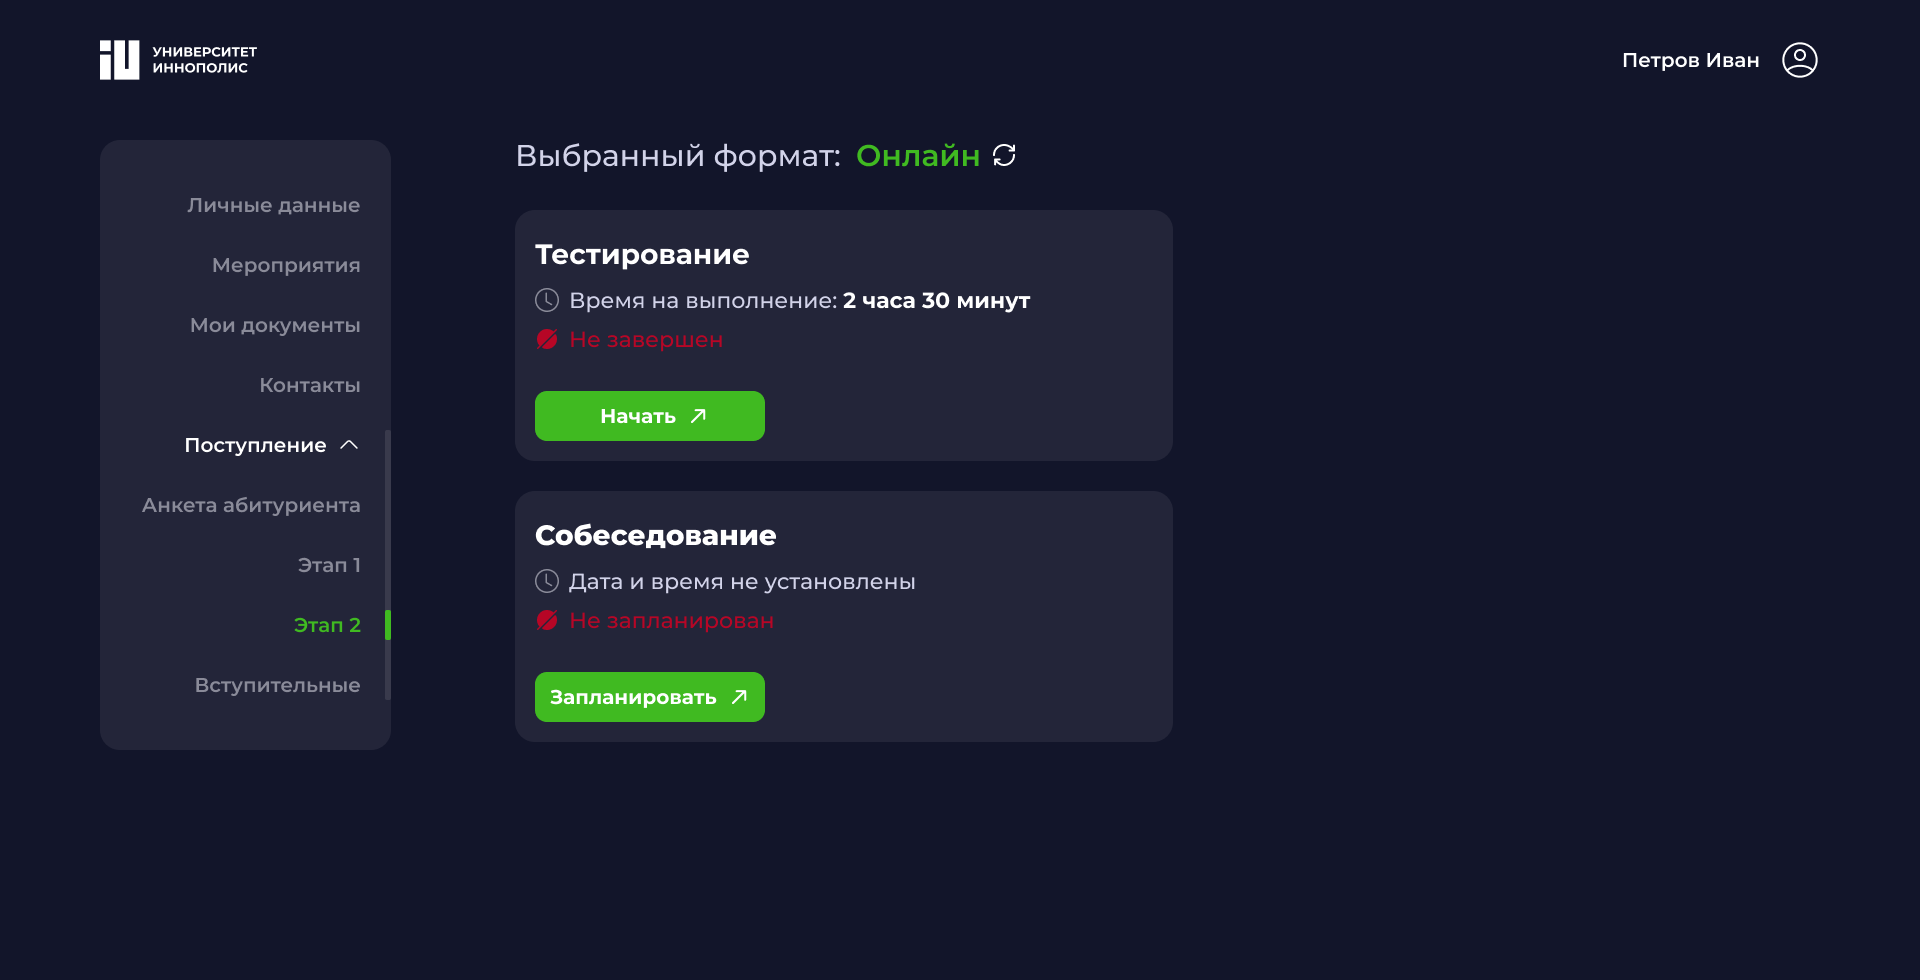 УНИВЕРСИТЕТ
ИННОПОЛИС
Петров Иван
Личные данные
Мероприятия
Мои документы
Контакты
Поступление
Анкета абитуриента
Этап 1
Этап 2
Вступительные
Выбранный формат: Онлайн
Тестирование
Время на выполнение: 2 часа 30 минут
Не завершен
Начать
Собеседование
Дата и время не установлены
Не запланирован
Запланировать